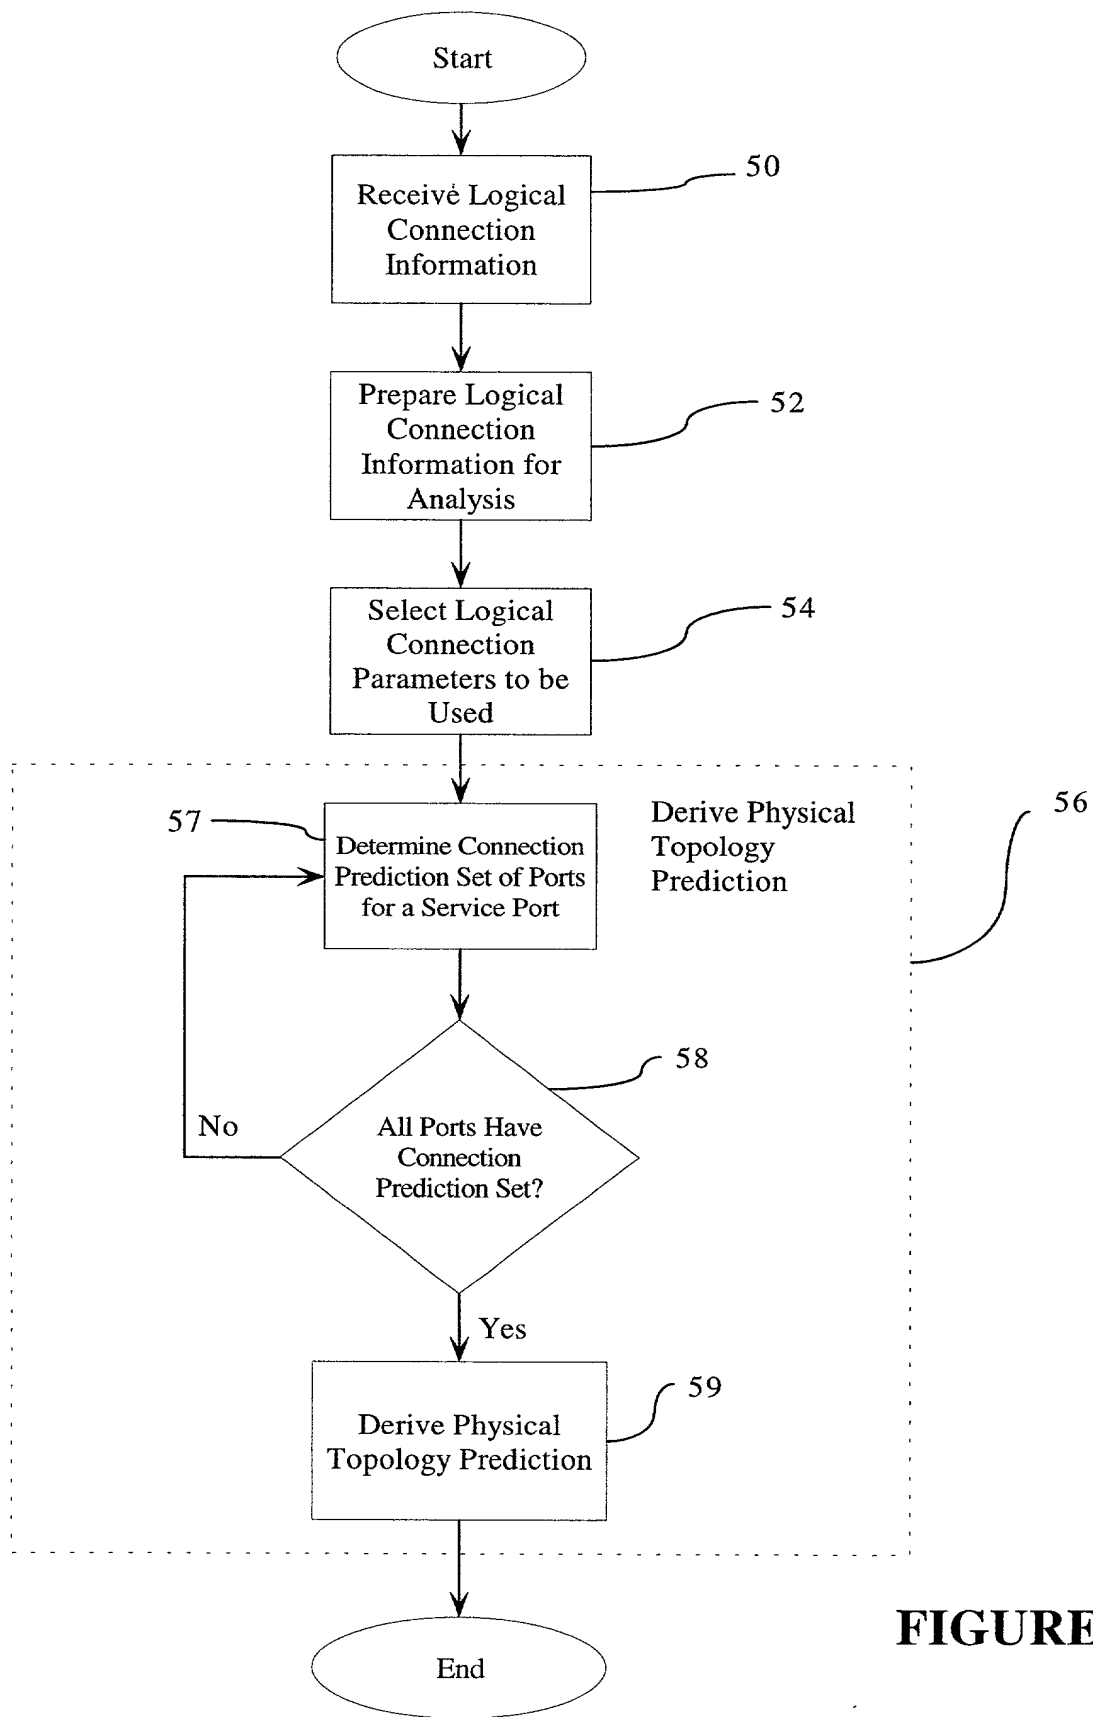 Start
50
Receive Logical
Connection
Information
52
Prepare Logical
Connection
Information for
Analysis
54
Select Logical
Connection
Parameters to be
Used
56
57
Derive Physical
Topology
Prediction
Determine Connection
Prediction Set of Ports
for a Service Port
58
No
All Ports Have
Connection
Prediction Set?
Yes
59
Derive Physical
Topology Prediction
End
FIGURE